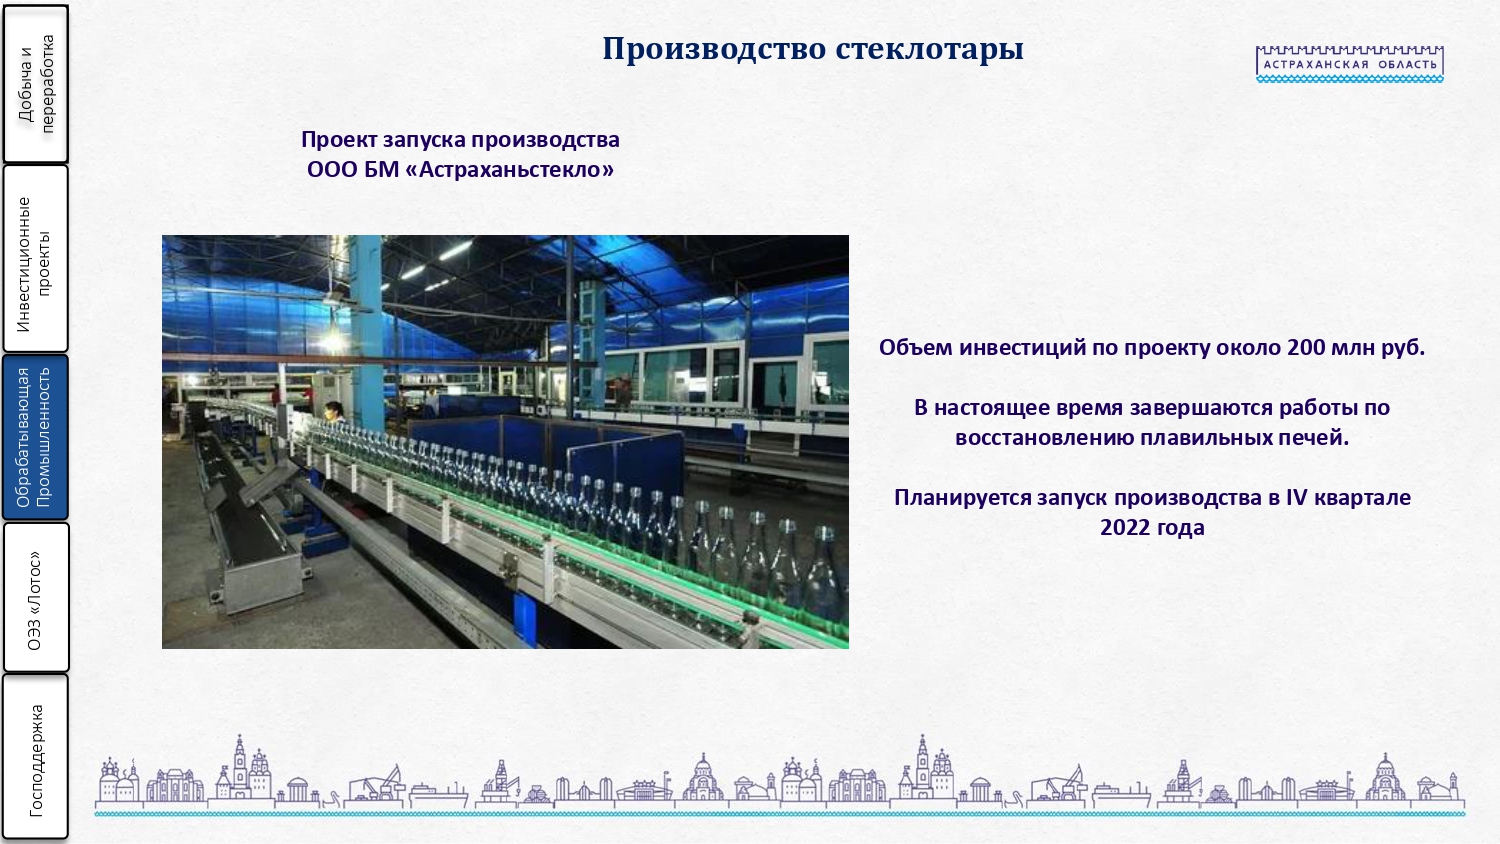 Добыча и
переработка
Инвестиционные
проекты
Обрабатывающая
Промышленность
ОЭЗ «Лотос»
Господдержка
Производство стеклотары
АСТРАХАНСКАЯ ОБЛАСТЬ
Проект запуска производства
ООО БМ «Астраханьстекло»
Объем инвестиций по проекту около 200 млн руб.
В настоящее время завершаются работы по
восстановлению плавильных печей.
Планируется запуск производства в IV квартале
2022 года